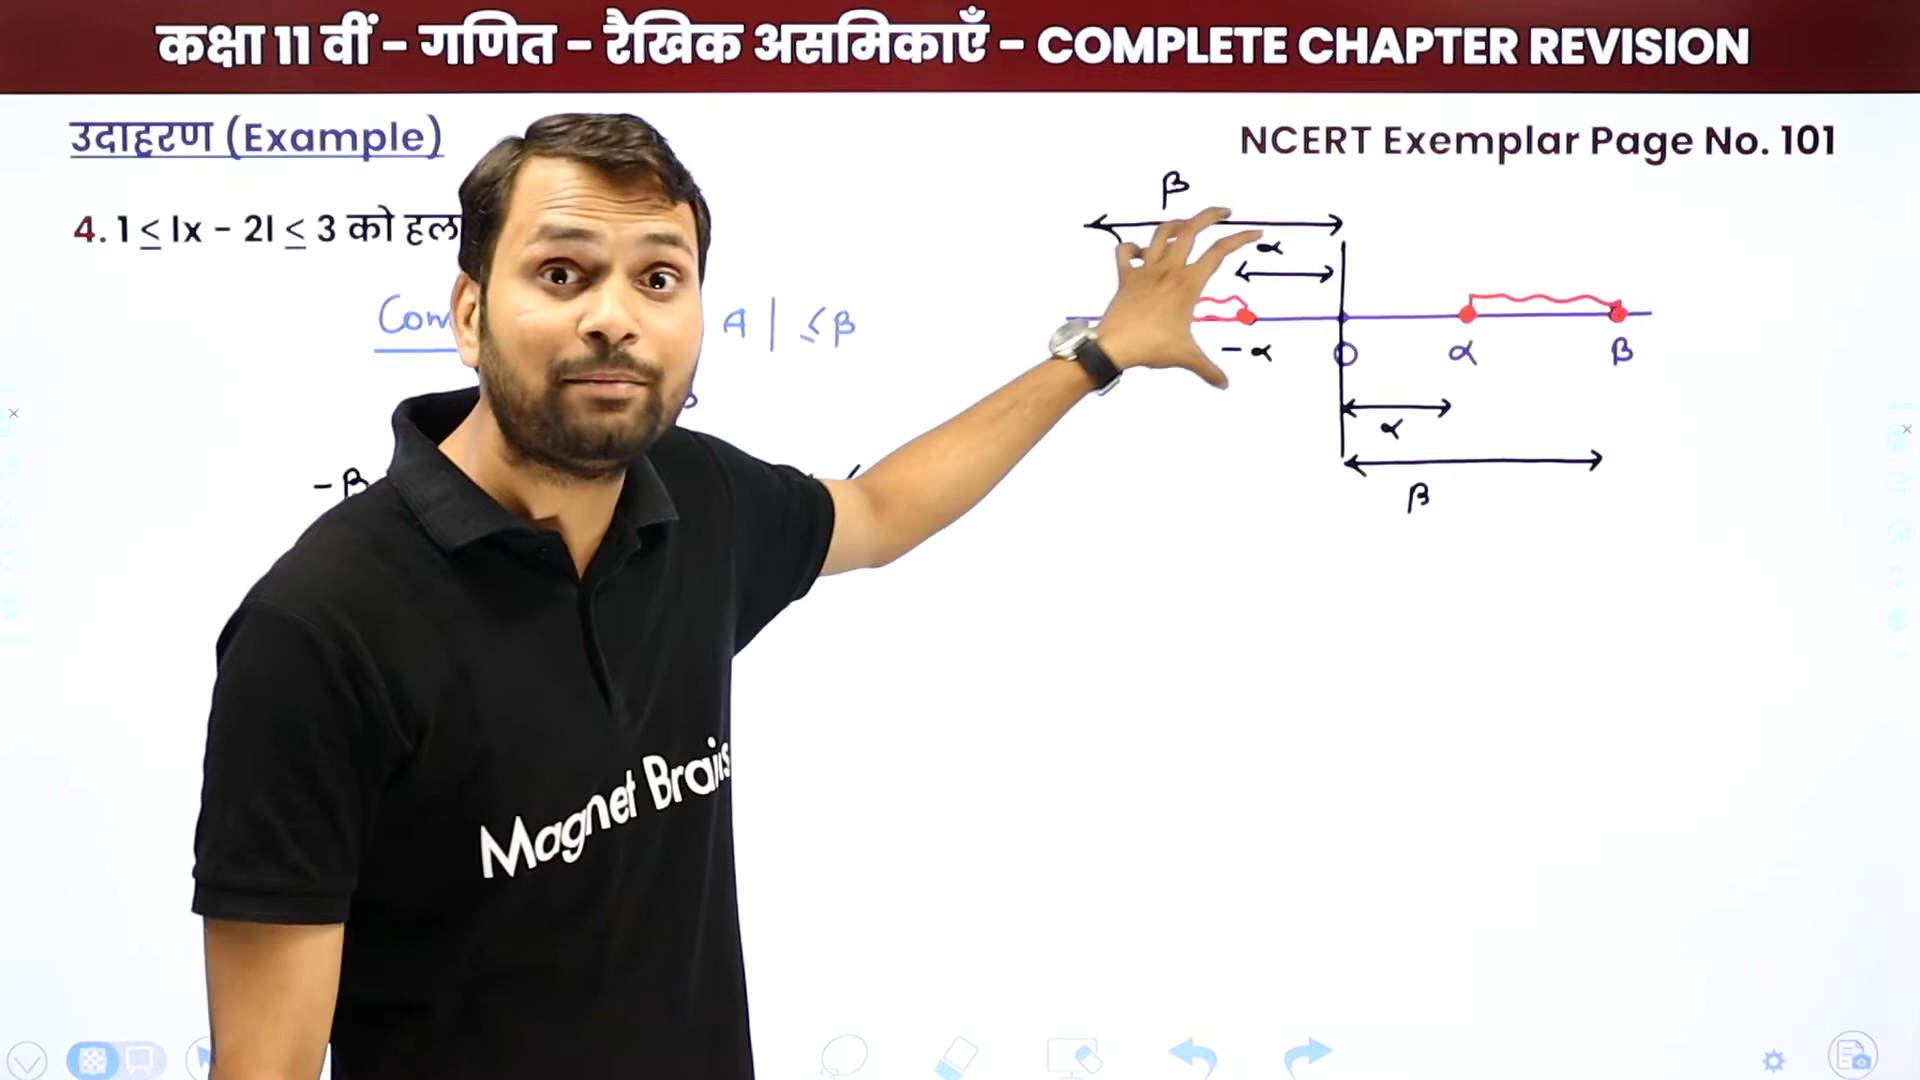 कक्षा 11 वीं - गणित - रैखिक असमिकाएँ - COMPLETE CHAPTER REVISION
उदाहरण (Example)
NCERT Exemplar Page No. 101
4. 1 ≤ |x - 2| ≤ 3 को हल
β
α
A | ≤ β
-α O α β
α
-β
β
Magnet Brains